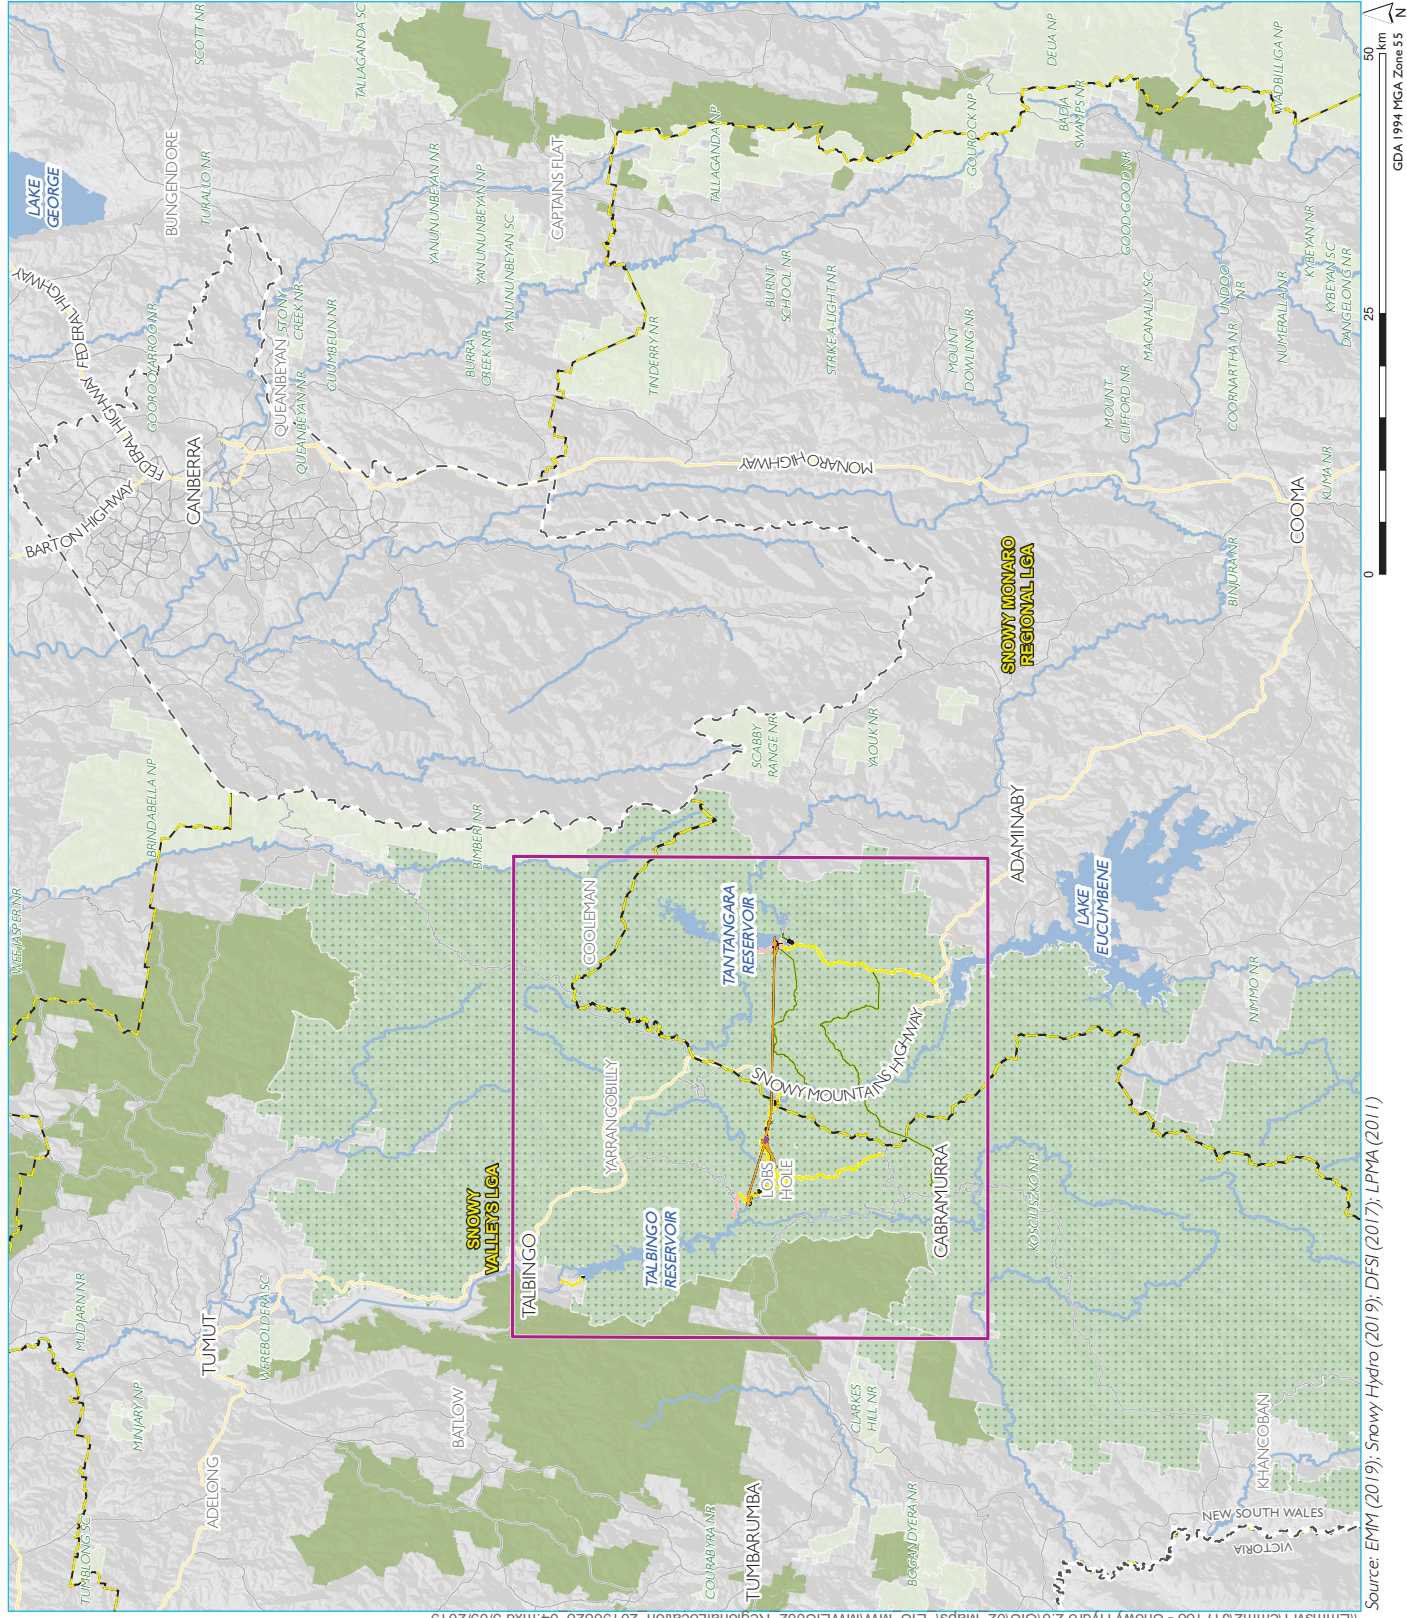 TUMBLONG SC
MINJARY NP
MUDJARN NR
ADELONG
TUMUT
WEREBOLDERA SC
BATLOW
SNOWY
VALLEYS LGA
TALBINGO
TALBINGO
RESERVOIR
YARRANGOBILLY
COOLEMAN
COURABYRA NR
TUMBARUMBA
CLARKES
HILL NR
BOGANDYERA NR
LOBS
HOLE
CABRAMURRA
SNOWY MOUNTAINS HIGHWAY
TANTANGARA
RESERVOIR
KOSCIUSZKO NP
KHANCOBAN
NEW SOUTH WALES
VICTORIA
NIMMO NR
LAKE
EUCUMBENE
ADAMINABY
WEEJASPER NR
BRINDABELLA NP
BIMBERI NR
SCABBY
RANGE NR
YAOUK NR
SNOWY MONARO
REGIONAL LGA
BINJURA NR
COOMA
KUMA NR
BARTON HIGHWAY
FEDERAL HIGHWAY
FEDERAL HIGHWAY
FEDERAL HIGHWAY
CANBERRA
GOOROOYARROO NR
QUEANBEYAN
QUEANBEYAN NR
STONY
CREEK NR
CUUMBEUN NR
BURRA
CREEK NR
MONARO HIGHWAY
LAKE
GEORGE
BUNGENDORE
TURALLO NR
SCOTT NR
TALLAGANDA SC
YANUNUNBEYAN NR
YANUNUNBEYAN NP
YANUNUNBEYAN SC
CAPTAINS FLAT
TINDERRY NR
TALLAGANDA NP
BURNT
SCHOOL NR
STRIKE-A-LIGHT NR
MOUNT
DOWLING NR
GOUROCK NP
DEUA NP
BADJA
SWAMPS NR
GOOD GOOD NR
MACANALLY SC
MOUNT
CLIFFORD NR
UNDOO
NR
COORNARTHA NR
NUMERALLA NR
KYBEYAN NR
KYBEYAN SC
DANGELONG NR
WADBILLIGA NP
0
25
50
km
N
GDA 1994 MGA Zone 55
Source: EMM (2019); Snowy Hydro (2019); DFSI (2017); LPMA (2011)